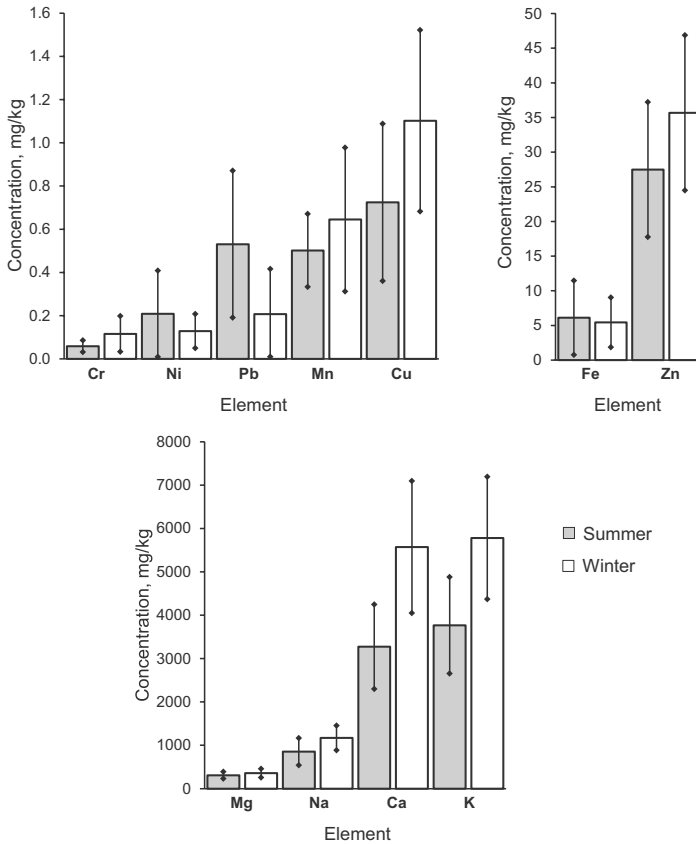 Concentration, mg/kg
1.6
1.4
1.2
1.0
0.8
0.6
0.4
0.2
0.0
Cr Ni Pb Mn Cu
Element
Concentration, mg/kg
50
45
40
35
30
25
20
15
10
5
0
Fe Zn
Element
Concentration, mg/kg
8000
7000
6000
5000
4000
3000
2000
1000
0
Mg Na Ca K
Element
Summer
Winter